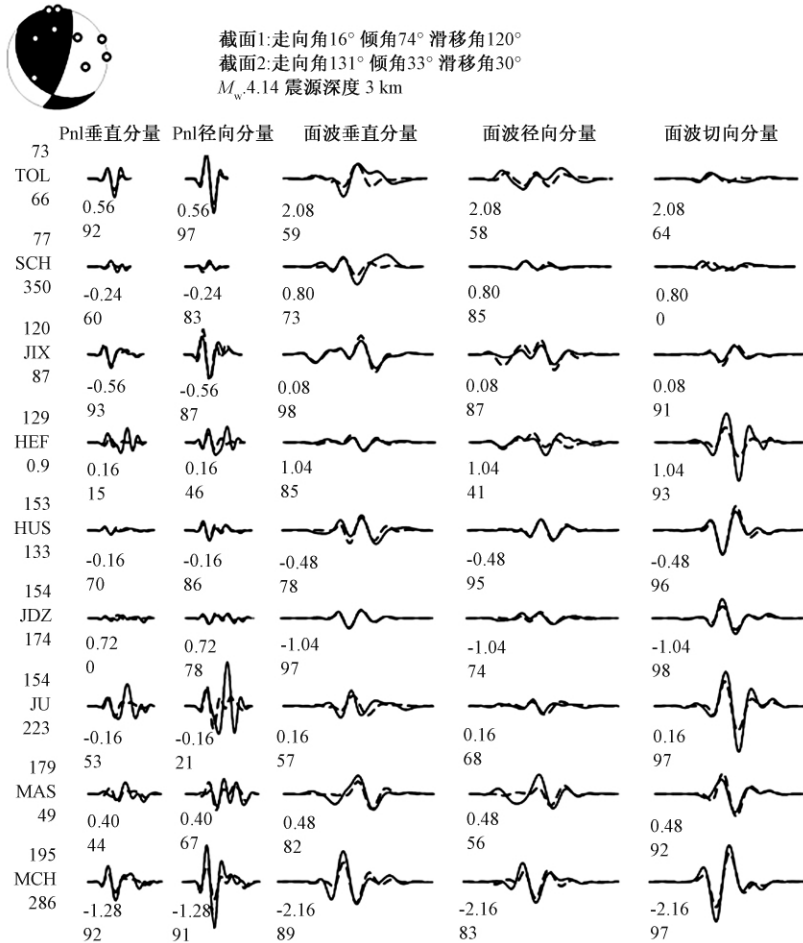 截面1:走向角16° 倾角74° 滑移角120°
截面2:走向角131° 倾角33° 滑移角30°
Mw.4.14 震源深度 3 km
Pnl垂直分量 Pnl径向分量 面波垂直分量 面波径向分量 面波切向分量
73
TOL
66
0.56 0.56 2.08 2.08 2.08
92 97 59 58 64
77
SCH
350
-0.24 -0.24 0.80 0.80 0.80
60 83 73 85 0
120
JIX
87
-0.56 -0.56 0.08 0.08 0.08
93 87 98 87 91
129
HEF
0.9
0.16 0.16 1.04 1.04 1.04
15 46 85 41 93
153
HUS
133
-0.16 -0.16 -0.48 -0.48 -0.48
70 86 78 95 96
154
JDZ
174
0.72 0.72 -1.04 -1.04 -1.04
0 78 97 74 98
154
JU
223
-0.16 -0.16 0.16 0.16 0.16
53 21 57 68 97
179
MAS
49
0.40 0.40 0.48 0.48 0.48
44 67 82 56 92
195
MCH
286
-1.28 -1.28 -2.16 -2.16 -2.16
92 91 89 83 97